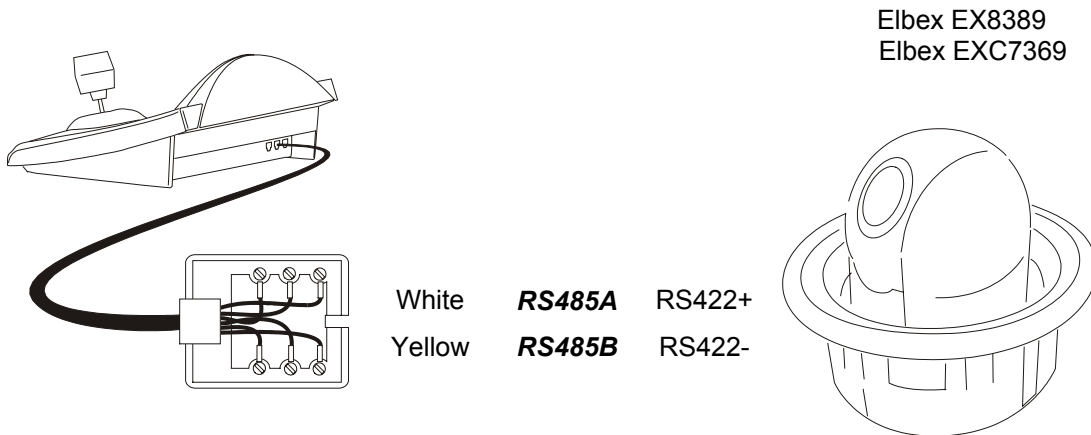 Elbex EX8389
Elbex EXC7369
White RS485A RS422+
Yellow RS485B RS422-